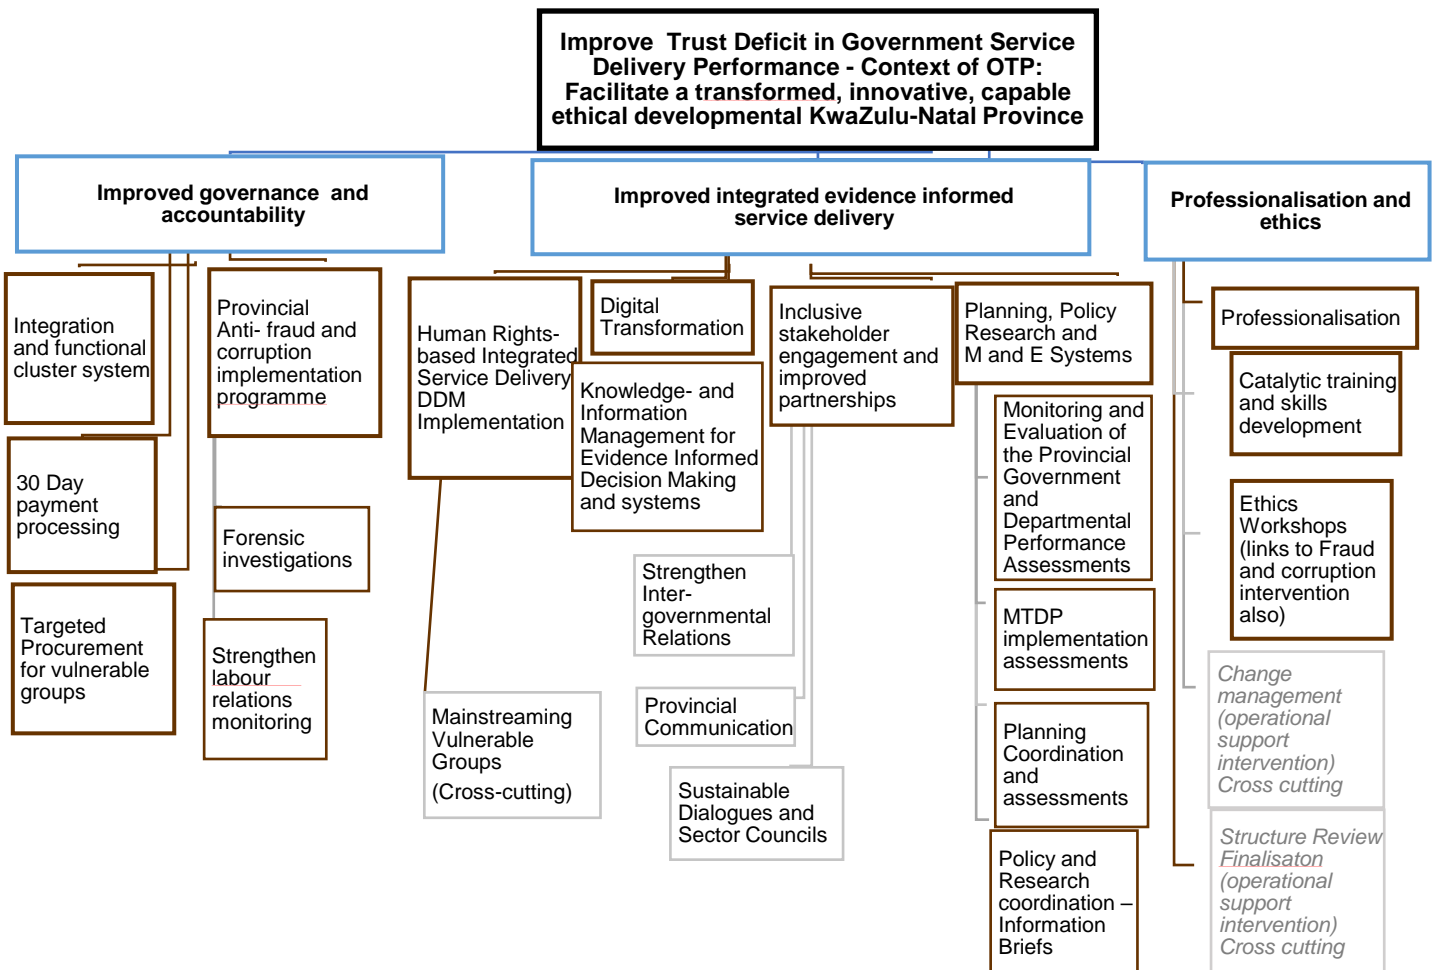 Improve Trust Deficit in Government Service
Delivery Performance - Context of OTP:
Facilitate a transformed, innovative, capable
ethical developmental KwaZulu-Natal Province
Improved governance and
accountability
Improved integrated evidence informed
service delivery
Professionalisation and
ethics
Integration
and functional
cluster system
30 Day
payment
processing
Targeted
Procurement
for vulnerable
groups
Provincial
Anti- fraud and
corruption
implementation
programme
Forensic
investigations
Strengthen
labour
relations
monitoring
Human Rights-
based Integrated
Service Delivery
DDM
Implementation
Mainstreaming
Vulnerable
Groups
(Cross-cutting)
Digital
Transformation
Knowledge- and
Information
Management for
Evidence Informed
Decision Making
and systems
Inclusive
stakeholder
engagement and
improved
partnerships
Strengthen
Inter-
governmental
Relations
Provincial
Communication
Sustainable
Dialogues and
Sector Councils
Planning, Policy
Research and
M and E Systems
Monitoring and
Evaluation of
the Provincial
Government
and
Departmental
Performance
Assessments
MTDP
implementation
assessments
Planning
Coordination
and
assessments
Policy and
Research
coordination –
Information
Briefs
Professionalisation
Catalytic training
and skills
development
Ethics
Workshops
(links to Fraud
and corruption
intervention
also)
Change
management
(operational
support
intervention)
Cross cutting
Structure Review
Finalisaton
(operational
support
intervention)
Cross cutting